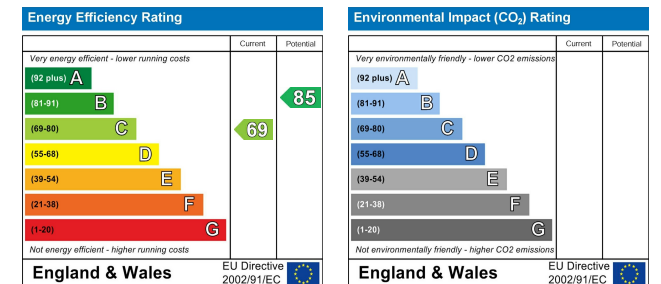 Energy Efficiency Rating
Current Potential
Very energy efficient - lower running costs
(92 plus) A
(81-91) B
85
(69-80) C
69
(55-68) D
(39-54) E
(21-38) F
(1-20) G
Not energy efficient - higher running costs
England & Wales
EU Directive
2002/91/EC
Environmental Impact (CO₂) Rating
Current Potential
Very environmentally friendly - lower CO2 emissions
(92 plus) A
(81-91) B
(69-80) C
(55-68) D
(39-54) E
(21-38) F
(1-20) G
Not environmentally friendly - higher CO2 emissions
England & Wales
EU Directive
2002/91/EC